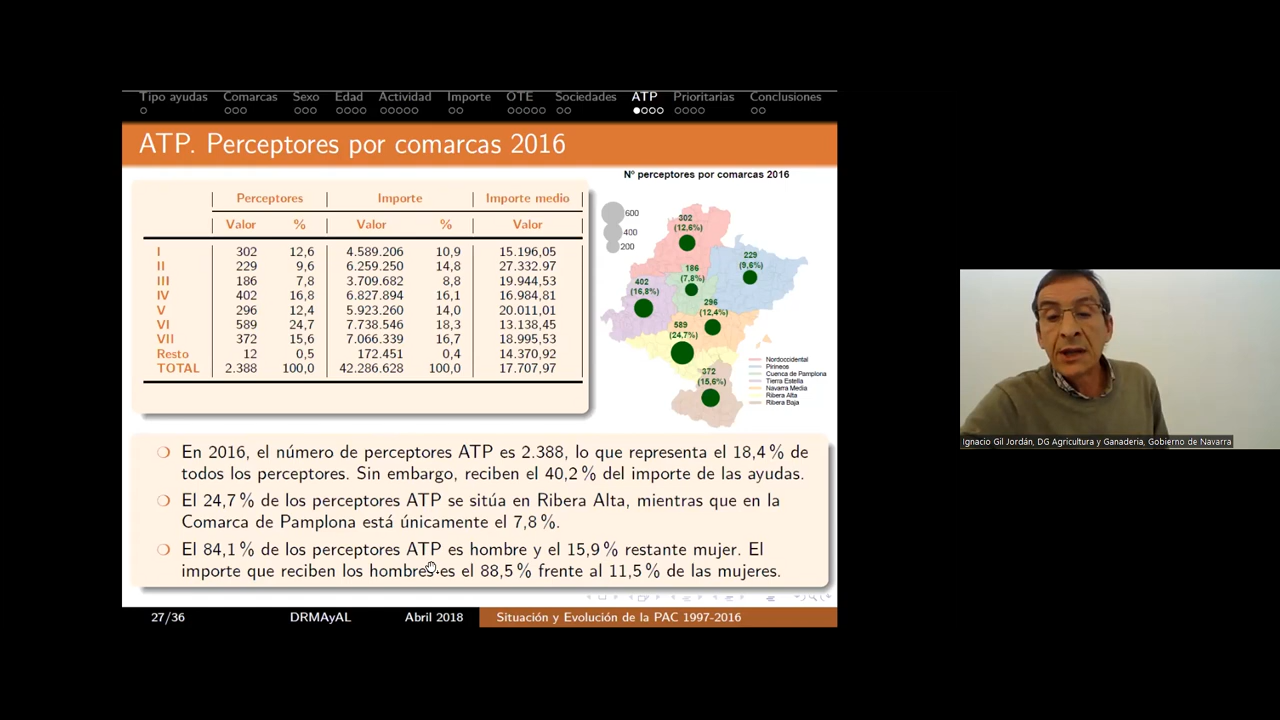 Tipo ayudas Comarcas Sexo Edad Actividad Importe OTE Sociedades ATP Prioritarias Conclusiones
ATP. Perceptores por comarcas 2016
Perceptores Importe Importe medio
Valor % Valor % Valor
I 302 12,6 4.589.206 10,9 15.196,05
II 229 9,6 6.259.250 14,8 27.332,97
III 186 7,8 3.709.682 8,8 19.944,53
IV 402 16,8 6.827.894 16,1 16.984,81
V 296 12,4 5.923.260 14,0 20.011,01
VI 589 24,7 7.738.546 18,3 13.138,45
VII 372 15,6 7.066.339 16,7 18.995,53
Resto 12 0,5 172.451 0,4 14.370,92
TOTAL 2.388 100,0 42.286.628 100,0 17.707,97
Nº perceptores por comarcas 2016
600
400
200
302
(12,6%)
229
(9,6%)
186
(7,8%)
402
(16,8%)
296
(12,4%)
589
(24,7%)
372
(15,6%)
Noroccidental
Pirineos
Cuenca de Pamplona
Tierra Estella
Navarra Media
Ribera Alta
Ribera Baja
En 2016, el número de perceptores ATP es 2.388, lo que representa el 18,4 % de
todos los perceptores. Sin embargo, reciben el 40,2 % del importe de las ayudas.
El 24,7 % de los perceptores ATP se sitúa en Ribera Alta, mientras que en la
Comarca de Pamplona está únicamente el 7,8 %.
El 84,1 % de los perceptores ATP es hombre y el 15,9 % restante mujer. El
importe que reciben los hombres es el 88,5 % frente al 11,5 % de las mujeres.
27/36 DRMAyAL Abril 2018 Situación y Evolución de la PAC 1997-2016
Ignacio Gil Jordán, DG Agricultura y Ganadería, Gobierno de Navarra